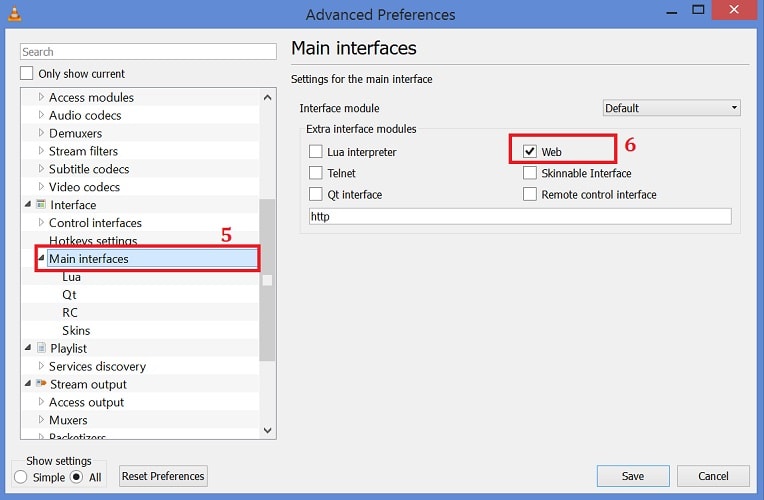 Advanced Preferences
Search
Only show current
Access modules
Audio codecs
Demuxers
Stream filters
Subtitle codecs
Video codecs
Interface
Control interfaces
Hotkeys settings
5
Main interfaces
Lua
Qt
RC
Skins
Playlist
Services discovery
Stream output
Access output
Muxers
Packetizers
Show settings
Simple
All
Reset Preferences
Main interfaces
Settings for the main interface
Interface module
Default
Extra interface modules
Lua interpreter
Web
6
Telnet
Skinnable Interface
Qt interface
Remote control interface
http
Save
Cancel